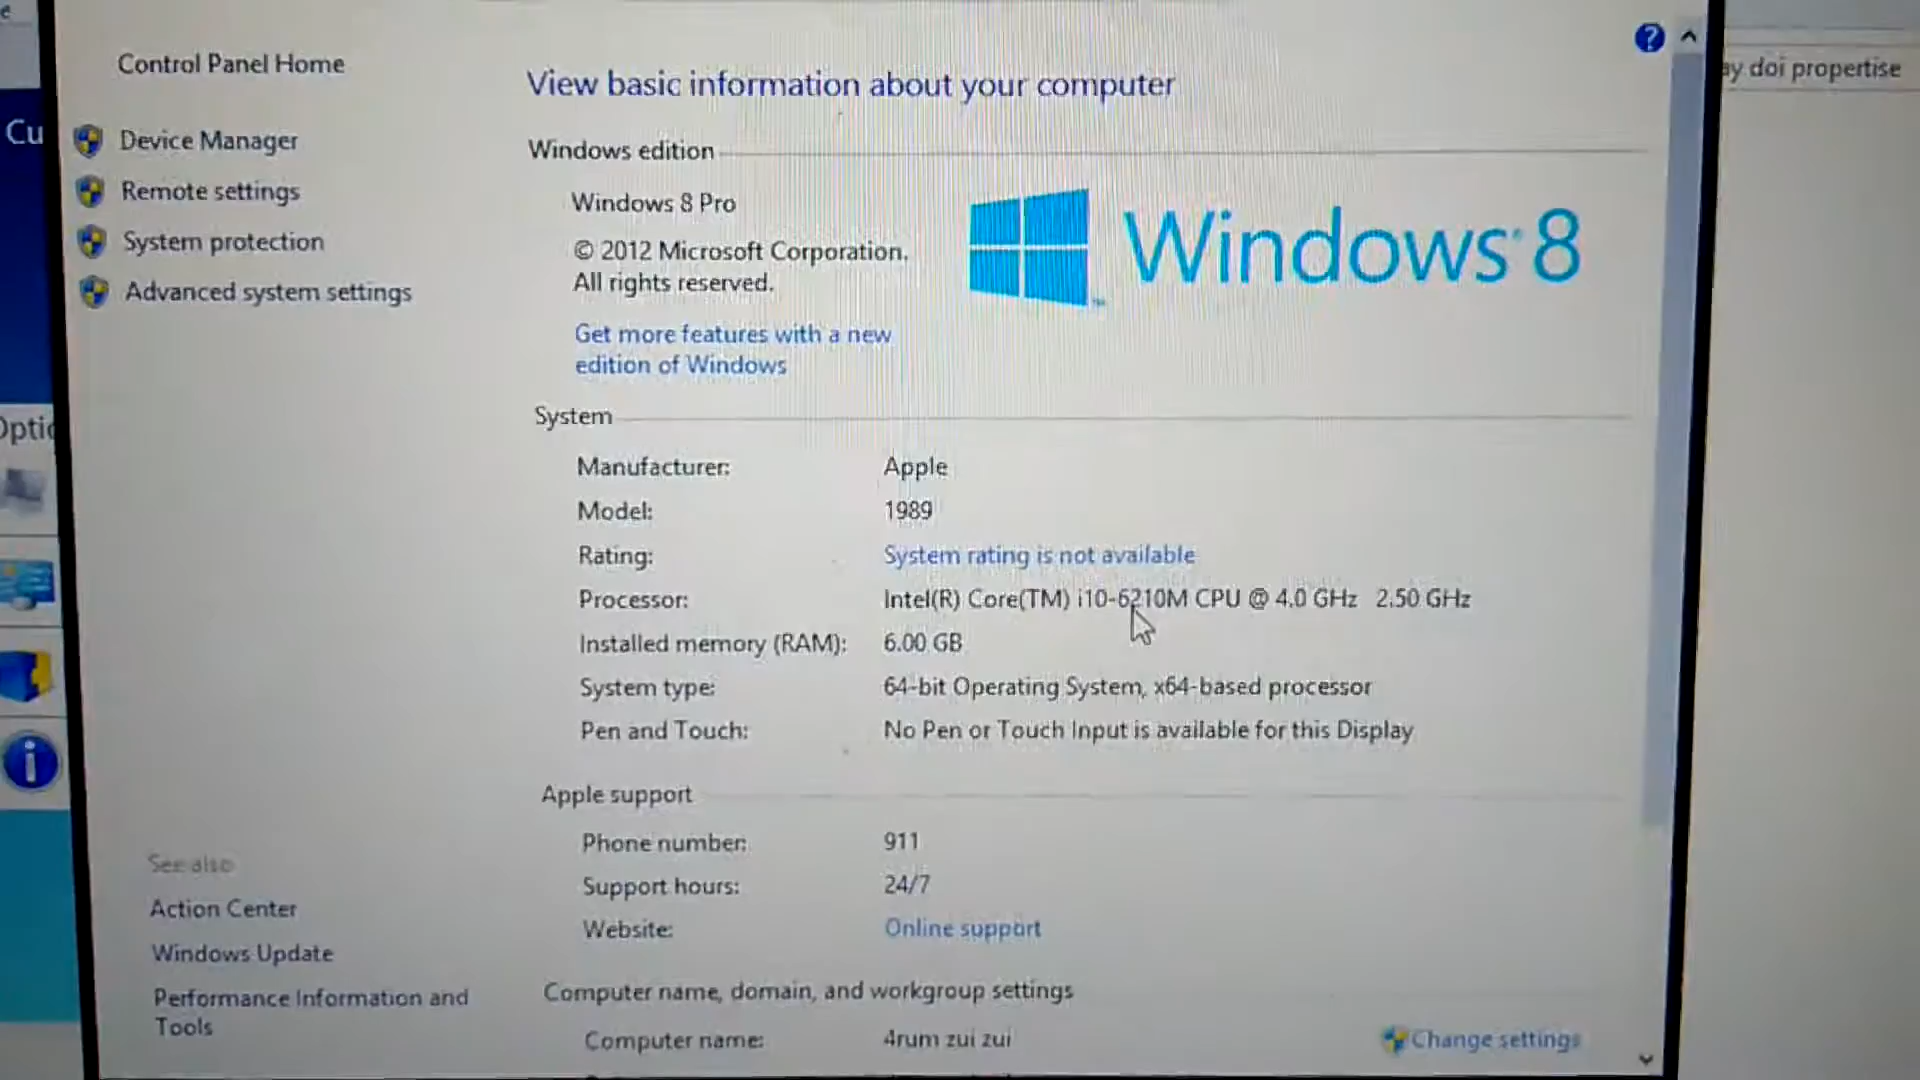 Control Panel Home
Device Manager
Remote settings
System protection
Advanced system settings
See also
Action Center
Windows Update
Performance Information and
Tools
View basic information about your computer
Windows edition
Windows 8 Pro
© 2012 Microsoft Corporation.
All rights reserved.
Get more features with a new
edition of Windows
Windows 8
System
Manufacturer: Apple
Model: 1989
Rating: System rating is not available
Processor: Intel(R) Core(TM) i10-6210M CPU @ 4.0 GHz 2.50 GHz
Installed memory (RAM): 6.00 GB
System type: 64-bit Operating System, x64-based processor
Pen and Touch: No Pen or Touch Input is available for this Display
Apple support
Phone number: 911
Support hours: 24/7
Website: Online support
Computer name, domain, and workgroup settings
Computer name: 4rum zui zui
Change settings
doi propertise
Cu